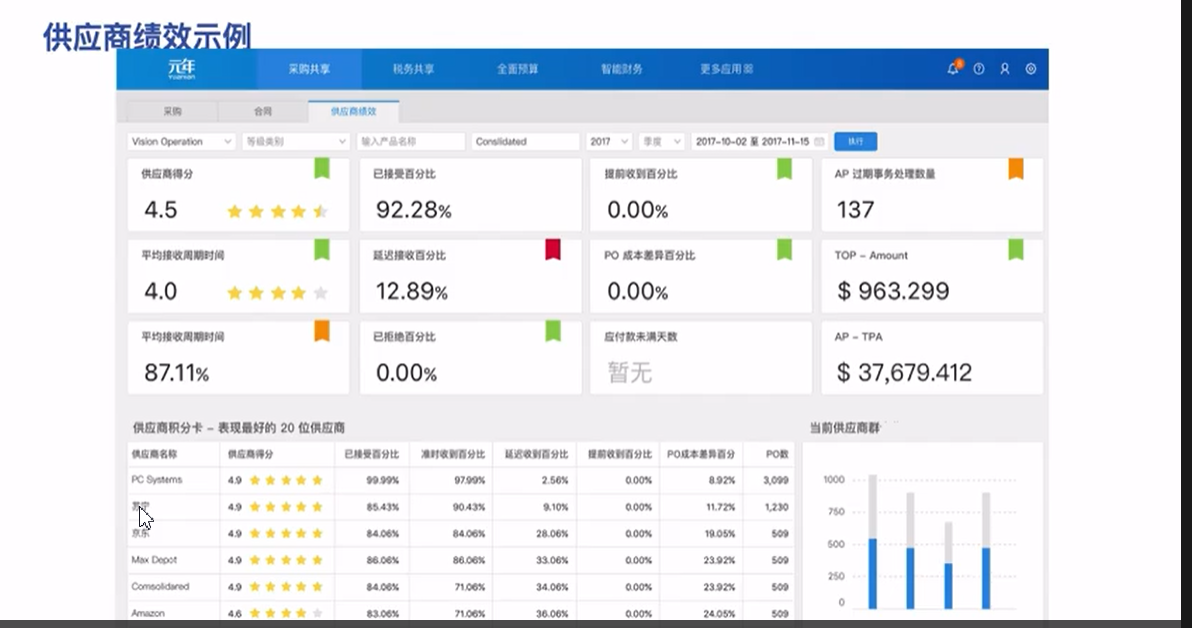 供应商绩效示例
元年 采购共享 税务共享 全面预算 智能财务 更多应用
YUANIAN
采购 合同 供应商绩效
Vision Operation 等级类别 输入产品名称 Conslidated 2017 季度 2017-10-02 至 2017-11-15 执行
供应商得分 已接受百分比 提前收到百分比 AP 过期事务处理数量
4.5 92.28% 0.00% 137
平均接收周期时间 延迟接收百分比 PO 成本差异百分比 TOP - Amount
4.0 12.89% 0.00% $ 963.299
平均接收周期时间 已拒绝百分比 应付款未满天数 AP - TPA
87.11% 0.00% 暂无 $ 37,679.412
供应商积分卡 - 表现最好的 20 位供应商 当前供应商群
供应商名称 供应商得分 已接受百分比 准时收到百分比 延迟收到百分比 提前收到百分比 PO成本差异百分 PO数
PC Systems 4.9 99.99% 97.99% 2.56% 0.00% 8.92% 3,099
苏宁 4.9 85.43% 90.43% 9.10% 0.00% 11.72% 1,230
京东 4.9 84.06% 84.06% 28.06% 0.00% 19.05% 509
Max Depot 4.9 86.06% 86.06% 33.06% 0.00% 23.92% 509
Comsolidared 4.9 84.06% 71.06% 34.06% 0.00% 23.92% 509
Amazon 4.6 83.06% 71.06% 36.06% 0.00% 24.05% 509
1000
750
500
250
0